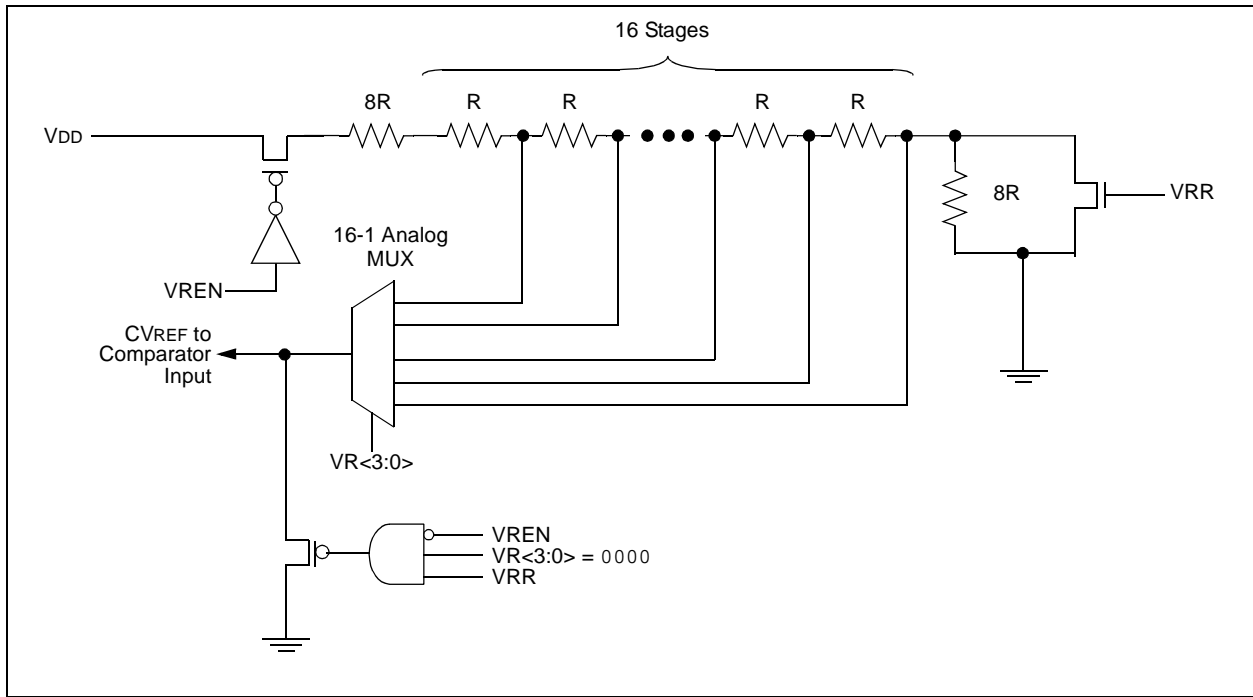 16 Stages
8R
R
R
R
R
VDD
8R
VRR
16-1 Analog
MUX
VREN
CVREF to
Comparator
Input
VR<3:0>
VREN
VR<3:0> = 0000
VRR